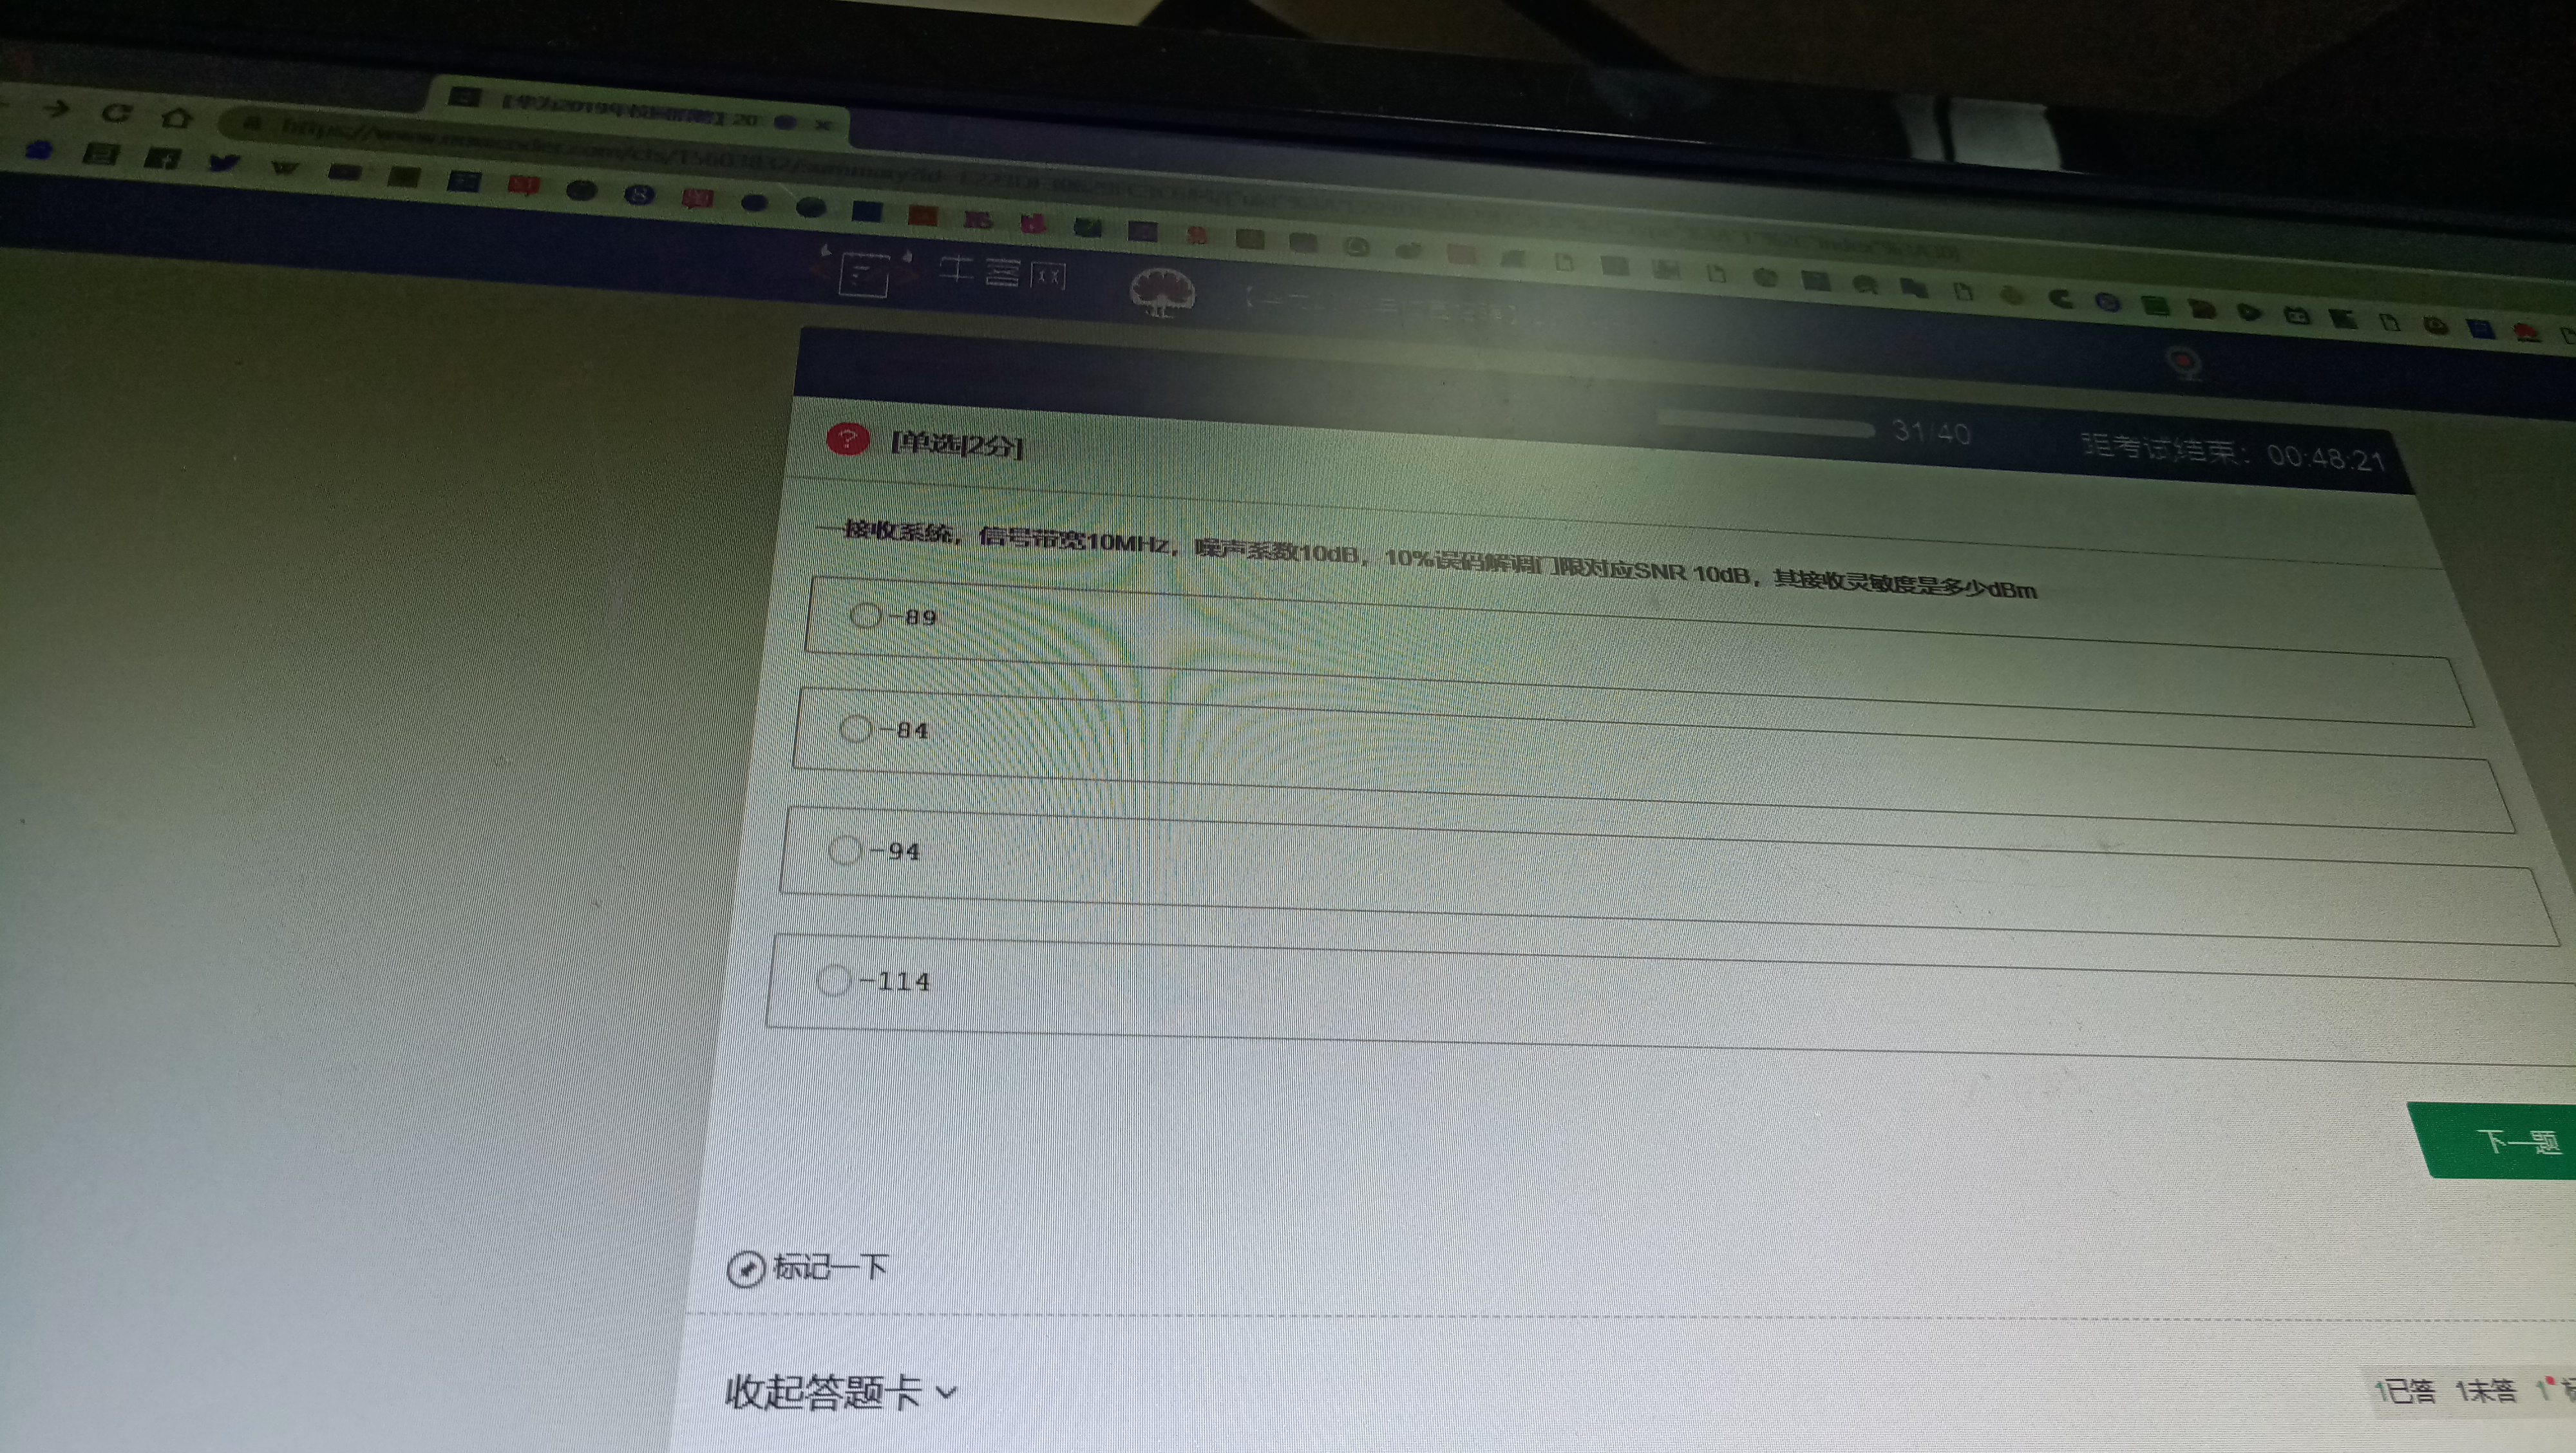 [单选|2分]
31/40
距考试结束：00:48:21
一接收系统，信号带宽10MHz，噪声系数10dB，10%误码解调门限对应SNR 10dB，其接收灵敏度是多少dBm
-89
-84
-94
-114
下一题
标记一下
收起答题卡
1已答 1未答 1